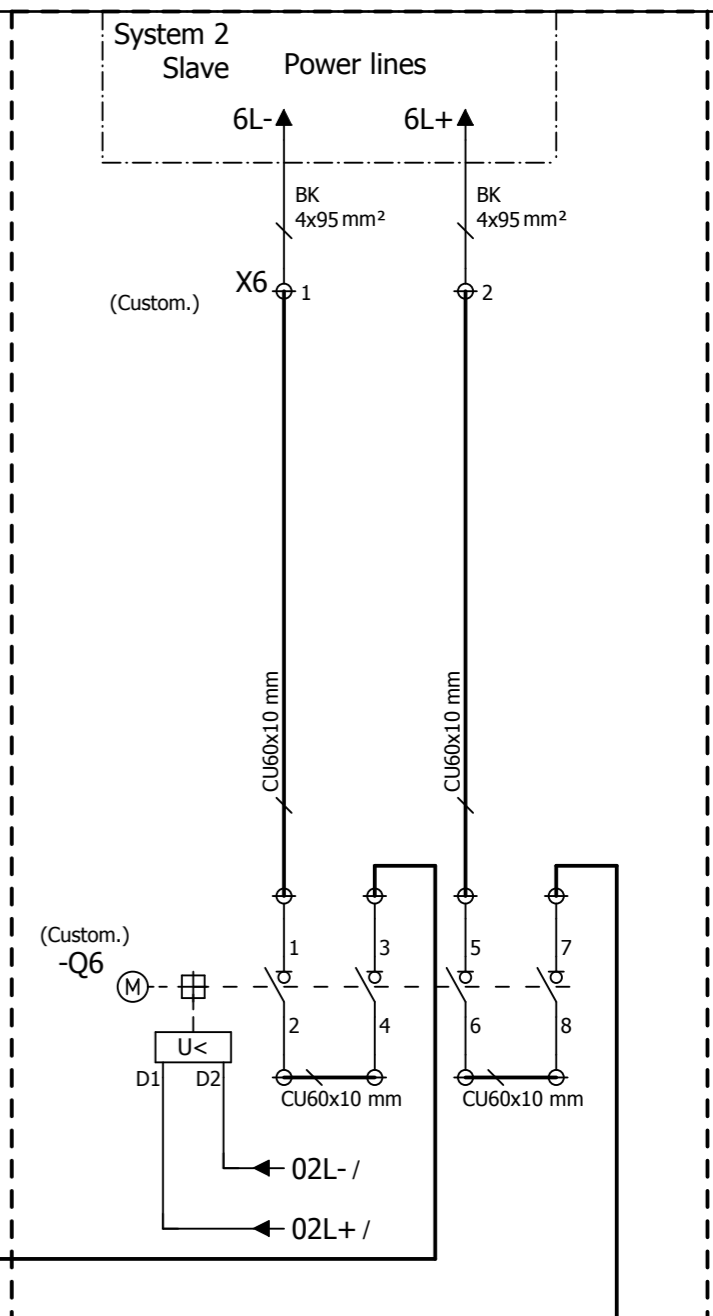 System 2
Slave
Power lines
6L-
6L+
BK
4x95 mm²
BK
4x95 mm²
X6
1
2
(Custom.)
CU60x10 mm
CU60x10 mm
(Custom.)
-Q6
1
3
5
7
M
2
4
6
8
U<
D1
D2
CU60x10 mm
CU60x10 mm
02L- /
02L+ /